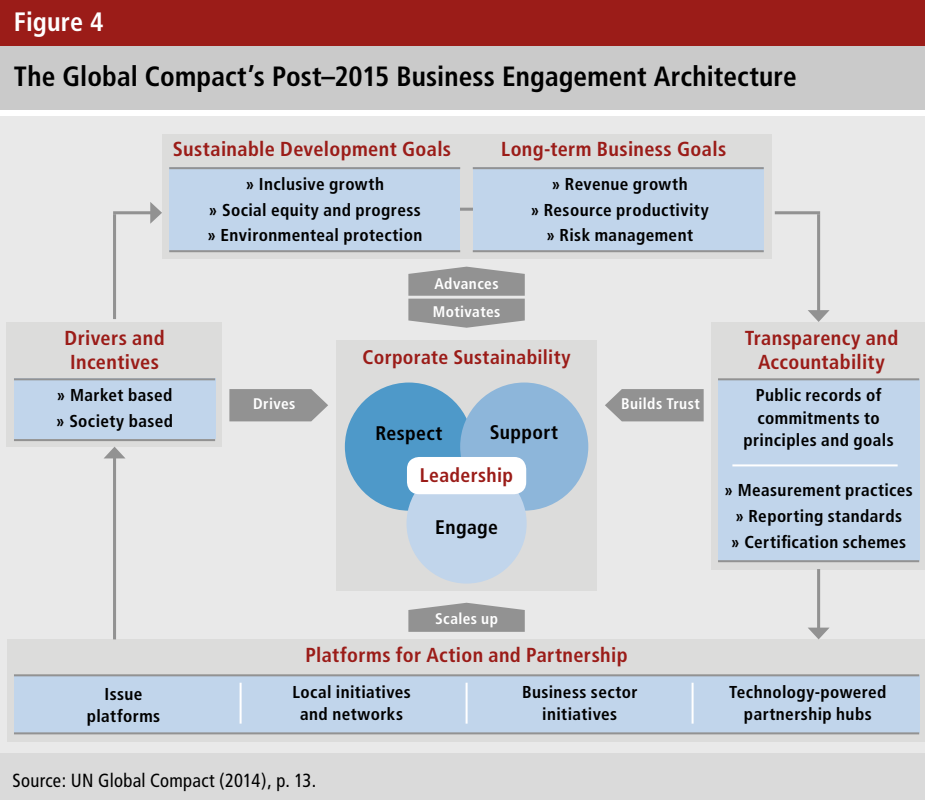 Figure 4
The Global Compact's Post–2015 Business Engagement Architecture
Sustainable Development Goals
» Inclusive growth
» Social equity and progress
» Environmenteal protection
Long-term Business Goals
» Revenue growth
» Resource productivity
» Risk management
Advances
Motivates
Drivers and
Incentives
» Market based
» Society based
Drives
Corporate Sustainability
Respect
Support
Leadership
Engage
Builds Trust
Transparency and
Accountability
Public records of
commitments to
principles and goals
» Measurement practices
» Reporting standards
» Certification schemes
Scales up
Platforms for Action and Partnership
Issue
platforms
Local initiatives
and networks
Business sector
initiatives
Technology-powered
partnership hubs
Source: UN Global Compact (2014), p. 13.